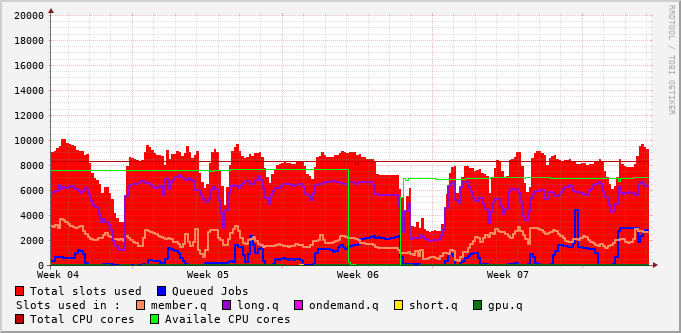 20000
18000
16000
14000
12000
10000
8000
6000
4000
2000
0
Week 04 Week 05 Week 06 Week 07
RRDTOOL / TOBI OETIKER
Total slots used Queued Jobs
Slots used in : member.q long.q ondemand.q short.q gpu.q
Total CPU cores Availale CPU cores